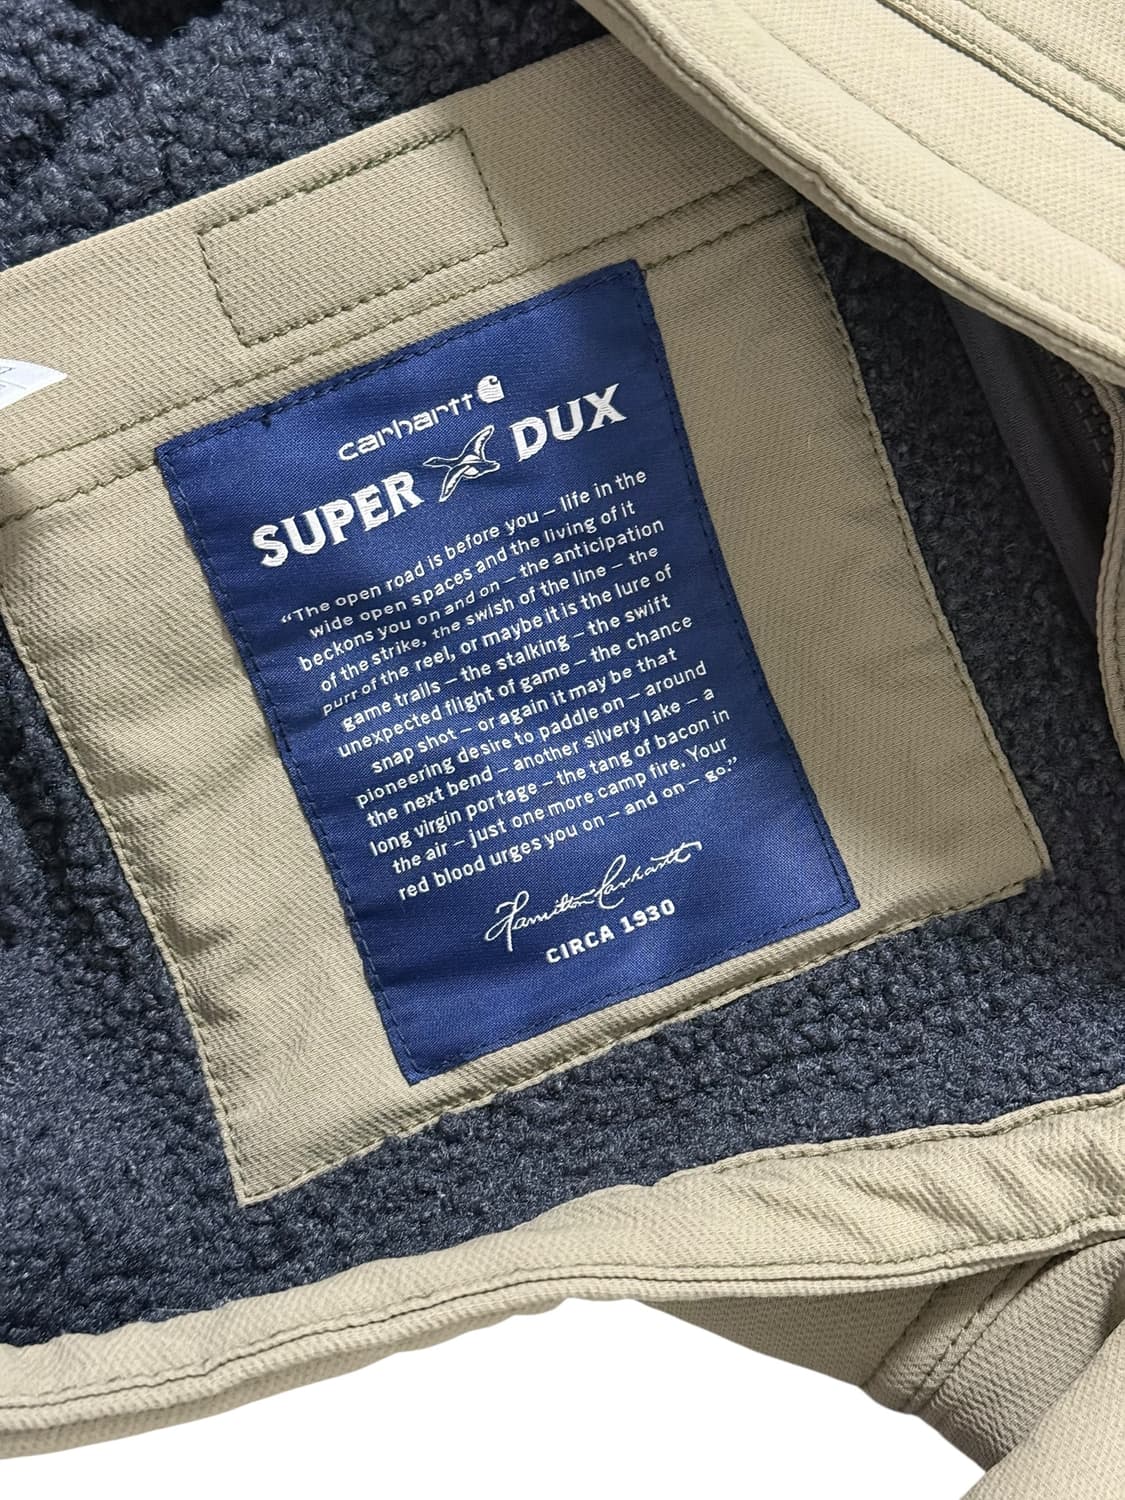 carhartt
SUPER DUX
“The open road is before you – life in the
wide open spaces and the living of it
beckons you on and on – the anticipation
of the strike, the swish of the line – the
purr of the reel, or maybe it is the lure of
game trails – the stalking – the swift
unexpected flight of game – the chance
snap shot – or again it may be that
pioneering desire to paddle on – around
the next bend – another silvery lake – a
long virgin portage – the tang of bacon in
the air – just one more camp fire. Your
red blood urges you on – and on – go.”
Hamilton Carhartt
CIRCA 1930